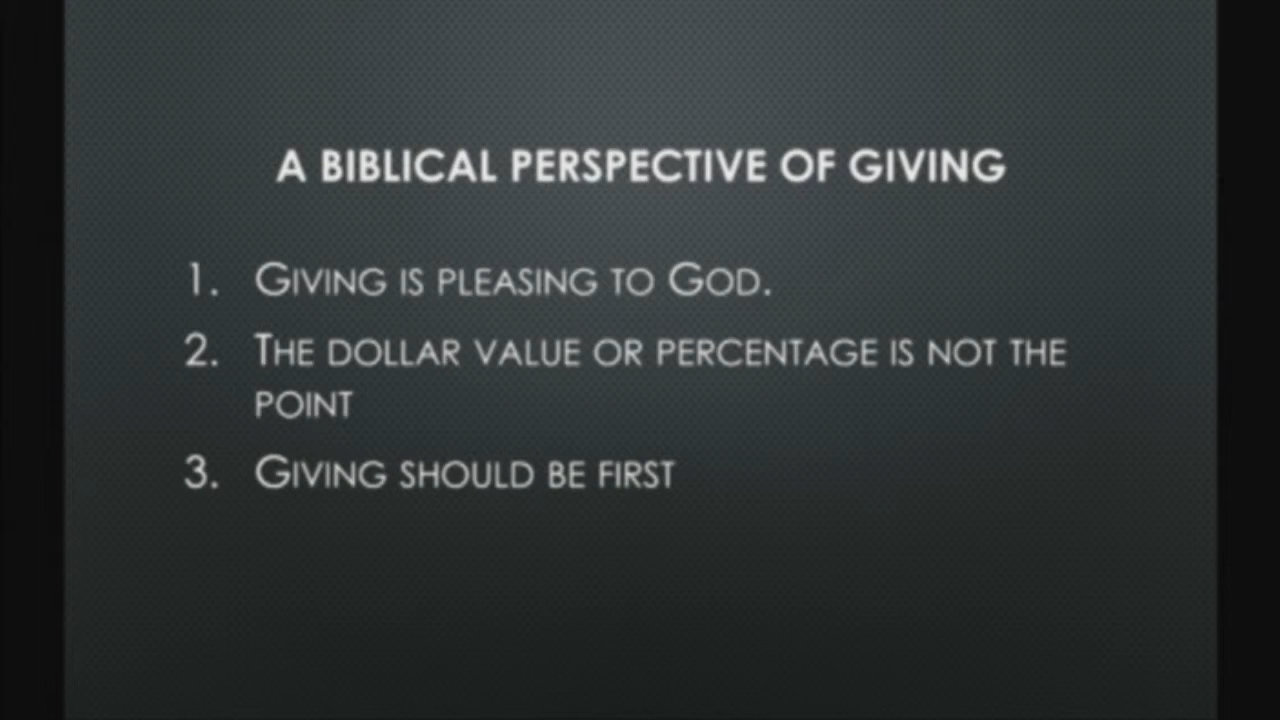 A BIBLICAL PERSPECTIVE OF GIVING
1. GIVING IS PLEASING TO GOD.
2. THE DOLLAR VALUE OR PERCENTAGE IS NOT THE
POINT
3. GIVING SHOULD BE FIRST